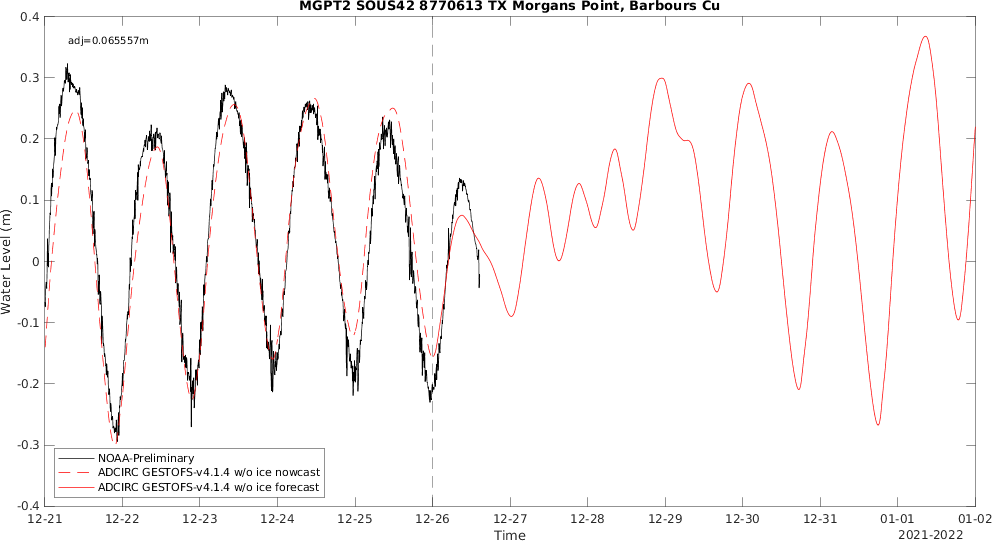 MGPT2 SOUS42 8770613 TX Morgans Point, Barbours Cu
adj=0.065557m
0.4
0.3
0.2
0.1
0
-0.1
-0.2
-0.3
-0.4
Water Level (m)
NOAA-Preliminary
ADCIRC GESTOFS-v4.1.4 w/o ice nowcast
ADCIRC GESTOFS-v4.1.4 w/o ice forecast
12-21 12-22 12-23 12-24 12-25 12-26 12-27 12-28 12-29 12-30 12-31 01-01 01-02
Time
2021-2022